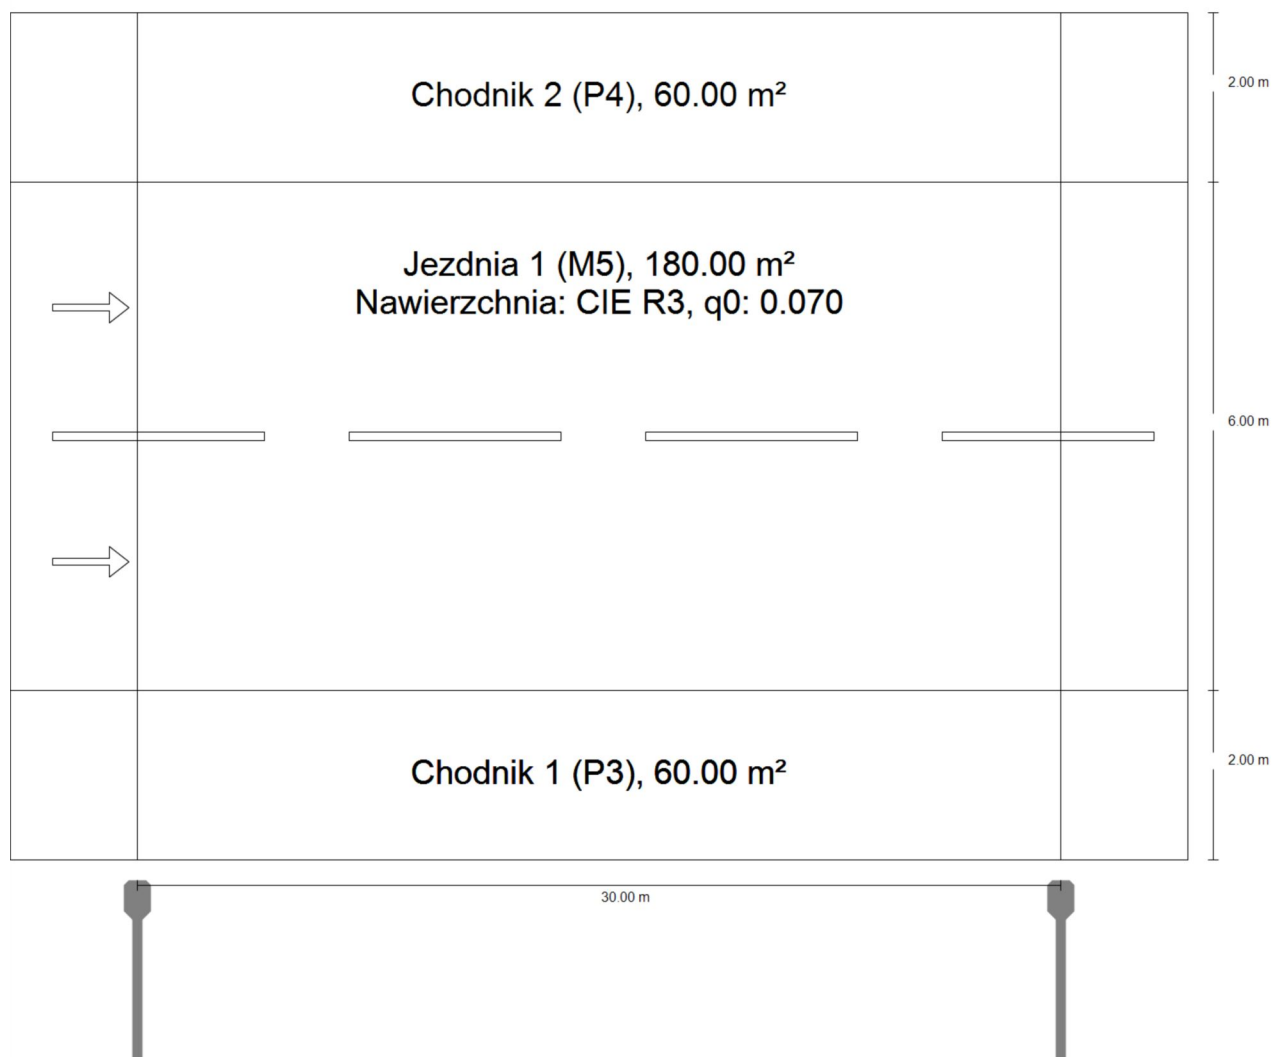 Chodnik 2 (P4), 60.00 m²
2.00 m
Jezdnia 1 (M5), 180.00 m²
Nawierzchnia: CIE R3, q0: 0.070
6.00 m
Chodnik 1 (P3), 60.00 m²
2.00 m
30.00 m